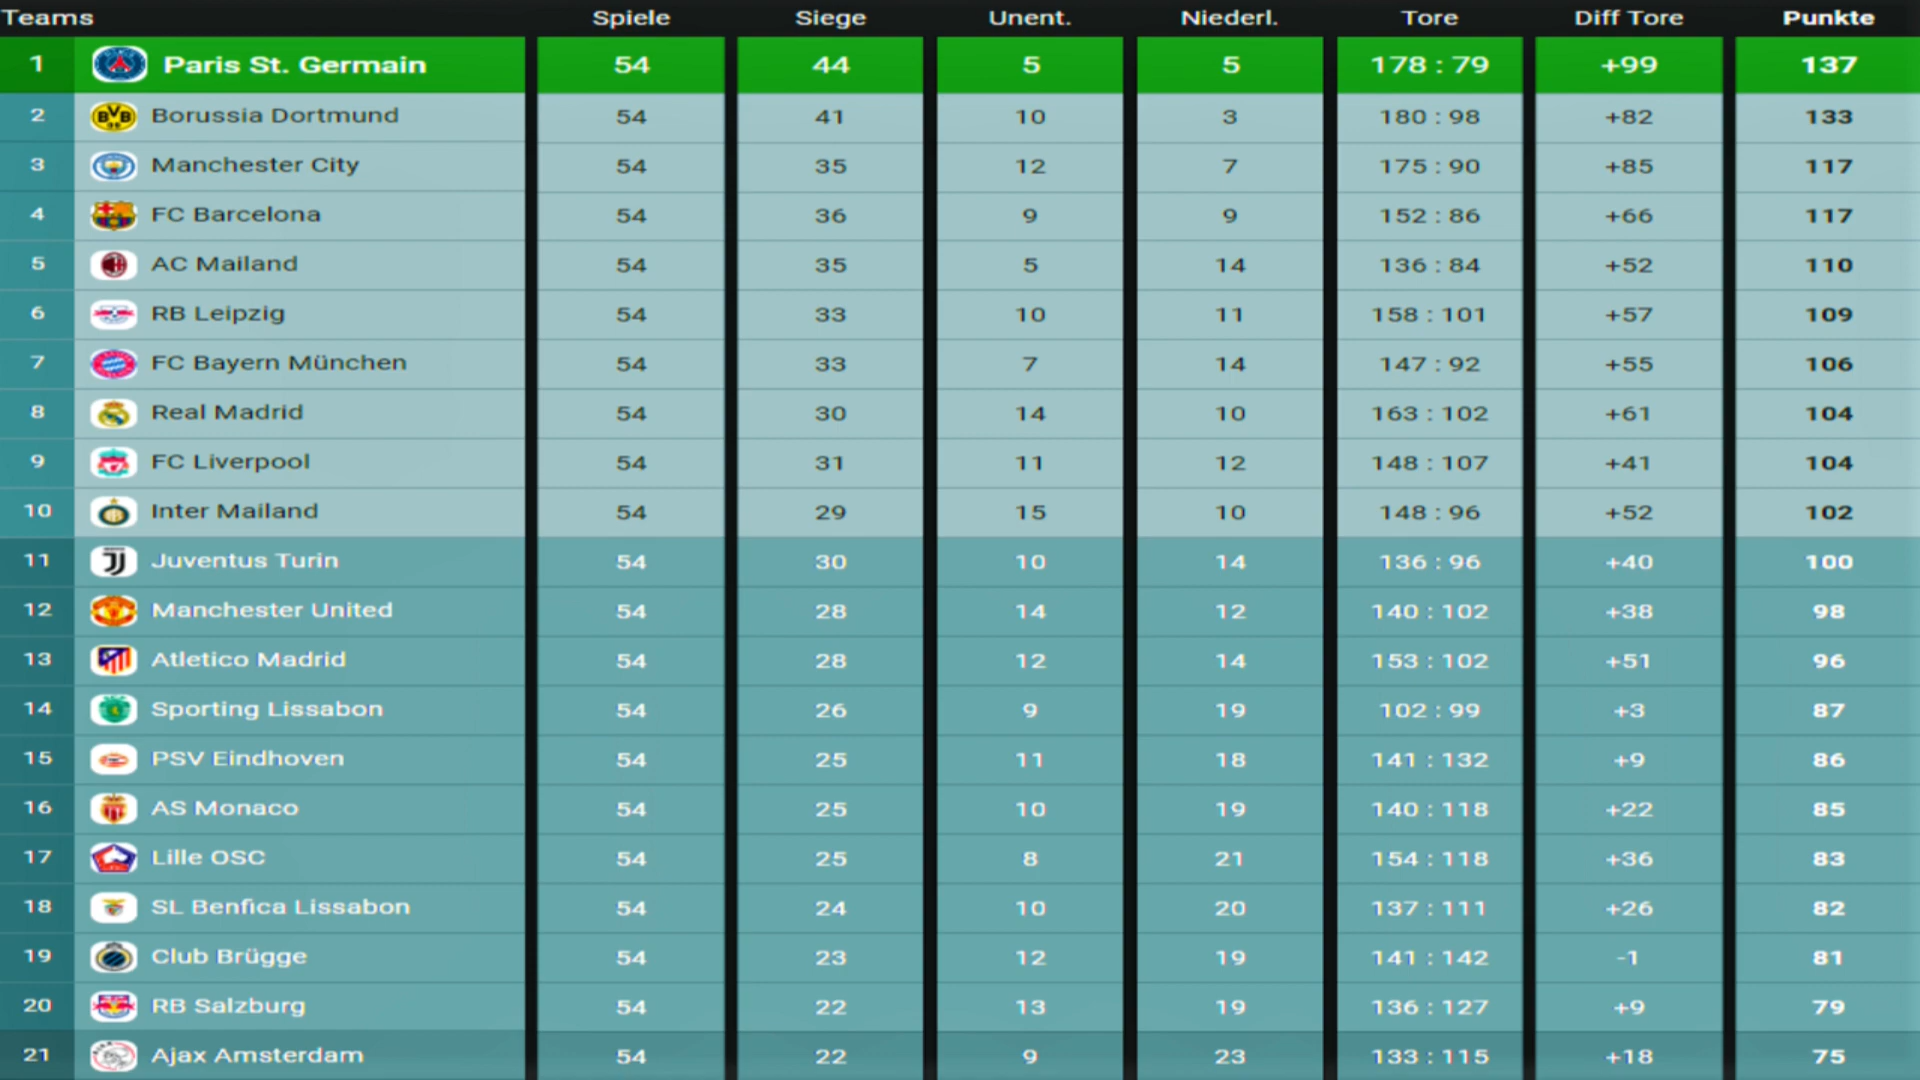 Teams Spiele Siege Unent. Niederl. Tore Diff Tore Punkte
1 Paris St. Germain 54 44 5 5 178 : 79 +99 137
2 Borussia Dortmund 54 41 10 3 180 : 98 +82 133
3 Manchester City 54 35 12 7 175 : 90 +85 117
4 FC Barcelona 54 36 9 9 152 : 86 +66 117
5 AC Mailand 54 35 5 14 136 : 84 +52 110
6 RB Leipzig 54 33 10 11 158 : 101 +57 109
7 FC Bayern München 54 33 7 14 147 : 92 +55 106
8 Real Madrid 54 30 14 10 163 : 102 +61 104
9 FC Liverpool 54 31 11 12 148 : 107 +41 104
10 Inter Mailand 54 29 15 10 148 : 96 +52 102
11 Juventus Turin 54 30 10 14 136 : 96 +40 100
12 Manchester United 54 28 14 12 140 : 102 +38 98
13 Atletico Madrid 54 28 12 14 153 : 102 +51 96
14 Sporting Lissabon 54 26 9 19 102 : 99 +3 87
15 PSV Eindhoven 54 25 11 18 141 : 132 +9 86
16 AS Monaco 54 25 10 19 140 : 118 +22 85
17 Lille OSC 54 25 8 21 154 : 118 +36 83
18 SL Benfica Lissabon 54 24 10 20 137 : 111 +26 82
19 Club Brügge 54 23 12 19 141 : 142 -1 81
20 RB Salzburg 54 22 13 19 136 : 127 +9 79
21 Ajax Amsterdam 54 22 9 23 133 : 115 +18 75